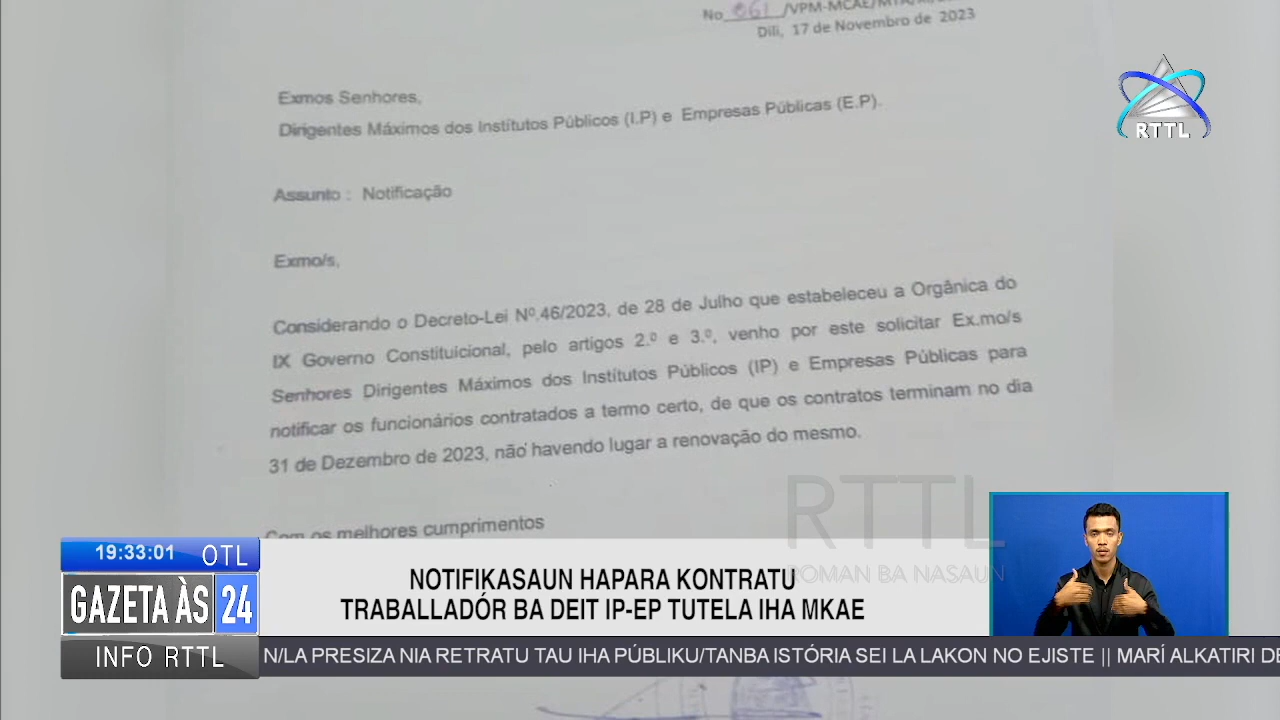 No 061 /VPM-MCAE/
Dili, 17 de Novembro de 2023
Exmos Senhores,
Dirigentes Máximos dos Institutos Públicos (I.P) e Empresas Públicas (E.P).
RTTL
Assunto : Notificação
Exmo/s,
Considerando o Decreto-Lei Nº.46/2023, de 28 de Julho que estabeleceu a Orgânica do
IX Governo Constituicional, pelo artigos 2.º e 3.º, venho por este solicitar Ex.mo/s
Senhores Dirigentes Máximos dos Institutos Públicos (IP) e Empresas Públicas para
notificar os funcionários contratados a termo certo, de que os contratos terminam no dia
31 de Dezembro de 2023, não havendo lugar a renovação do mesmo.
Com os melhores cumprimentos
RTTL
ROMAN BA NASAUN
19:33:01 OTL
GAZETA ÀS 24
NOTIFIKASAUN HAPARA KONTRATU
TRABALLADÓR BA DEIT IP-EP TUTELA IHA MKAE
INFO RTTL
N/LA PRESIZA NIA RETRATU TAU IHA PÚBLIKU/TANBA ISTÓRIA SEI LA LAKON NO EJISTE || MARÍ ALKATIRI DE